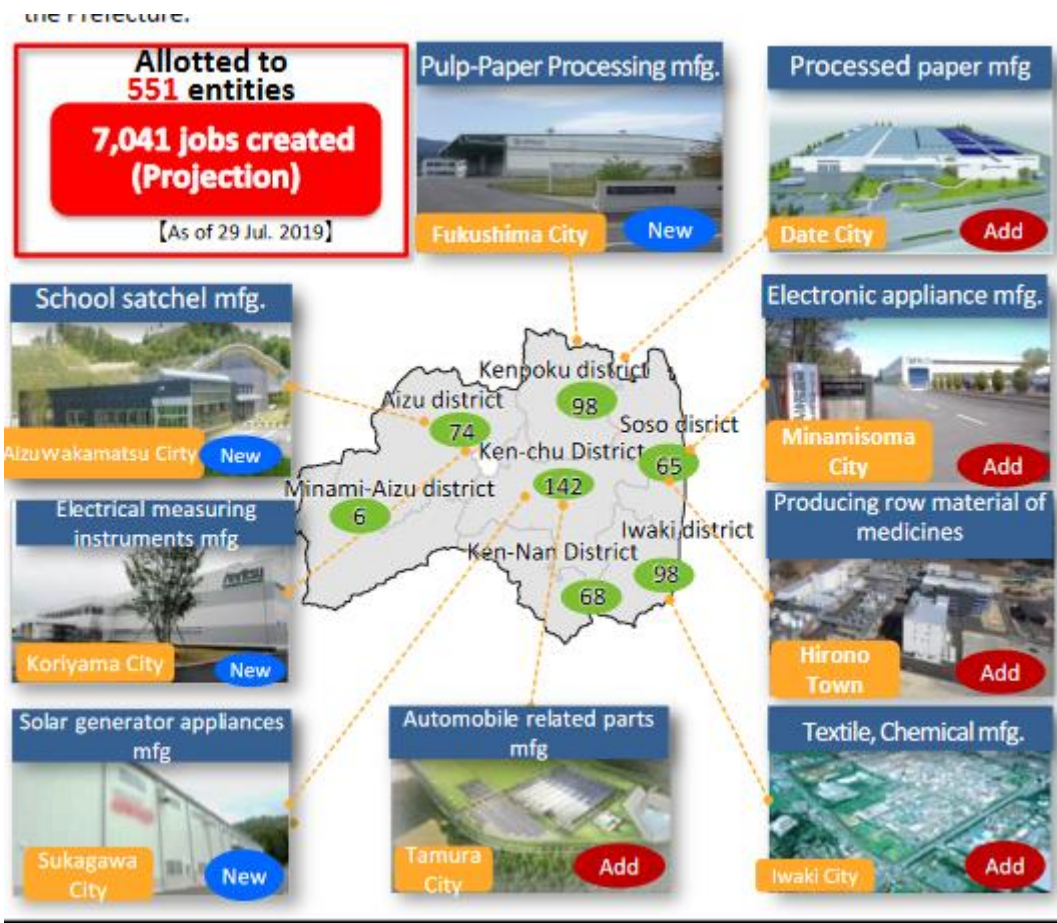 the Prefecture.
Allotted to
551 entities
7,041 jobs created
(Projection)
【As of 29 Jul. 2019】
Pulp-Paper Processing mfg.
Fukushima City
New
Processed paper mfg
Date City
Add
School satchel mfg.
AizuWakamatsu Cirty
New
Electronic appliance mfg.
Minamisoma
City
Add
Kenpoku district
98
Aizu district
74
Soso disrict
65
Ken-chu District
142
Minami-Aizu district
6
Iwaki district
98
Ken-Nan District
68
Electrical measuring
instruments mfg
Anritsu
Koriyama City
New
Producing row material of
medicines
Hirono
Town
Add
Solar generator appliances
mfg
Sukagawa
City
New
Automobile related parts
mfg
Tamura
City
Add
Textile, Chemical mfg.
Iwaki City
Add